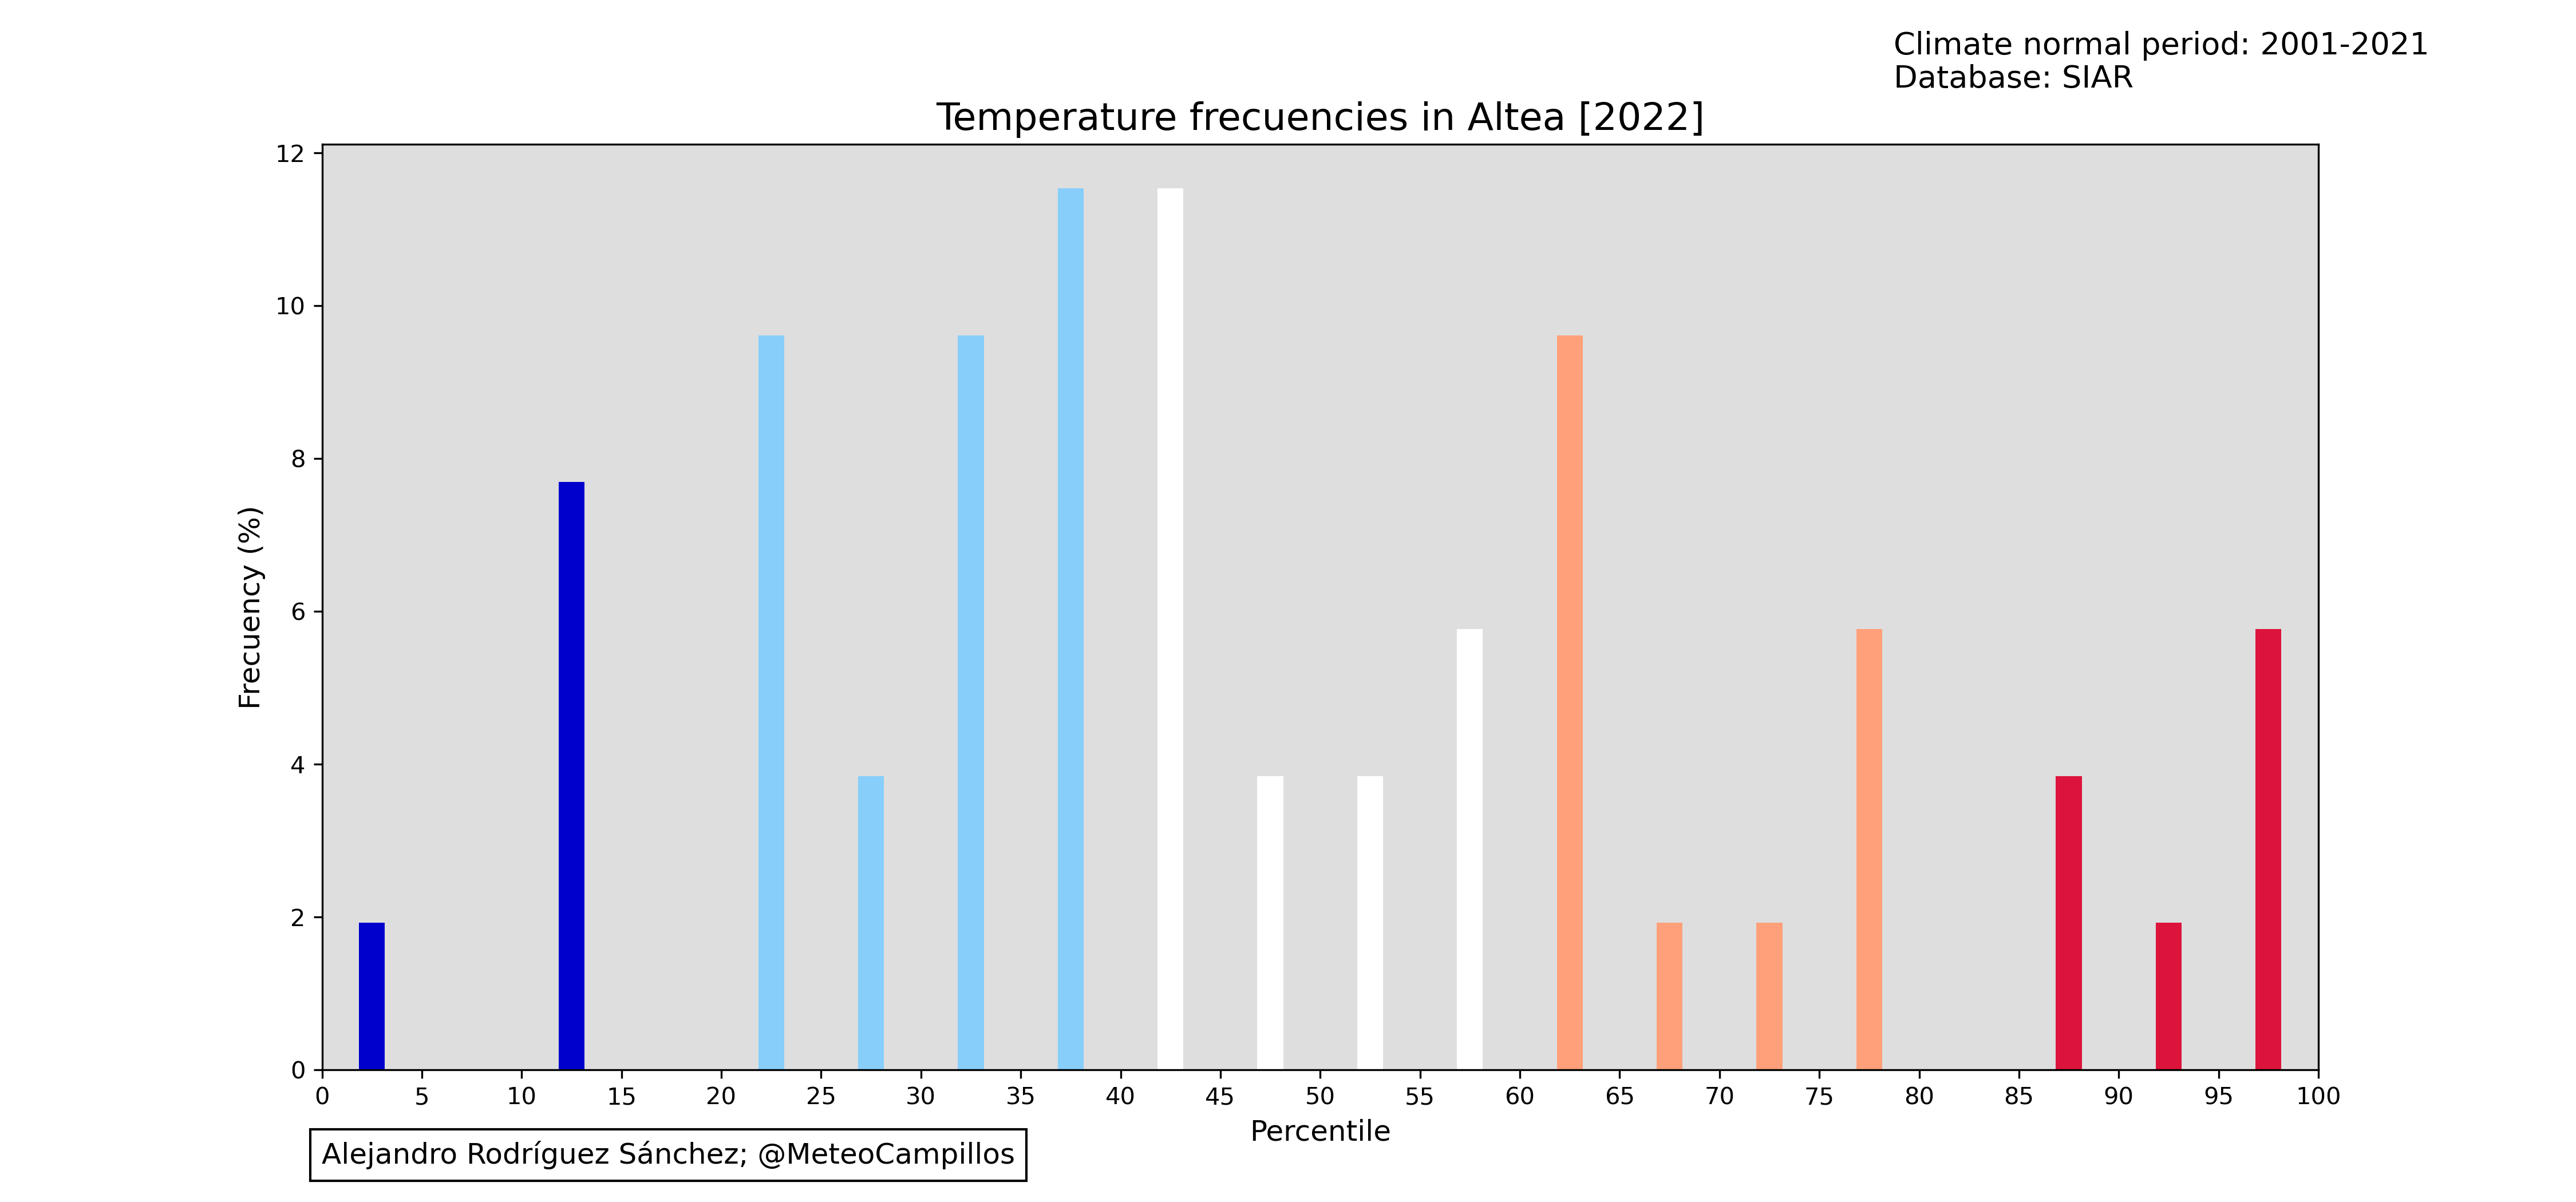 Climate normal period: 2001-2021
Database: SIAR
Temperature frecuencies in Altea [2022]
12
10
8
6
4
2
0
Frecuency (%)
0 5 10 15 20 25 30 35 40 45 50 55 60 65 70 75 80 85 90 95 100
Percentile
Alejandro Rodríguez Sánchez; @MeteoCampillos